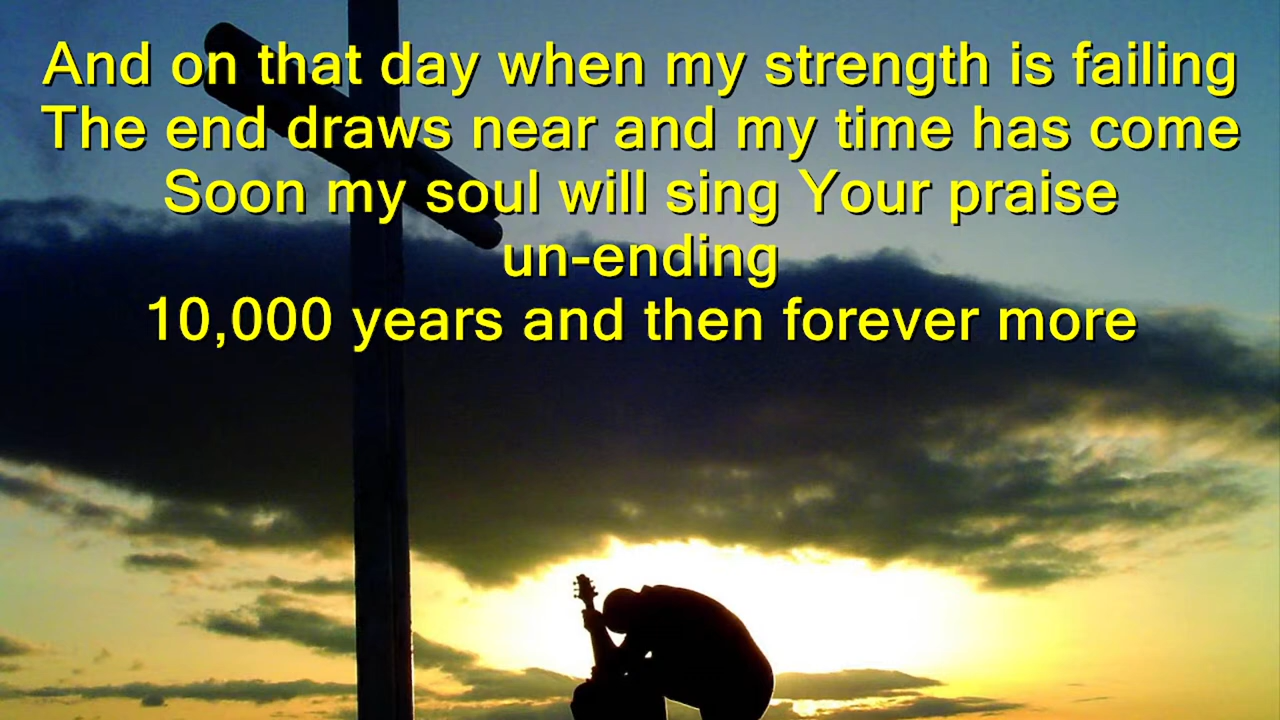 And on that day when my strength is failing
The end draws near and my time has come
Soon my soul will sing Your praise
un-ending
10,000 years and then forever more